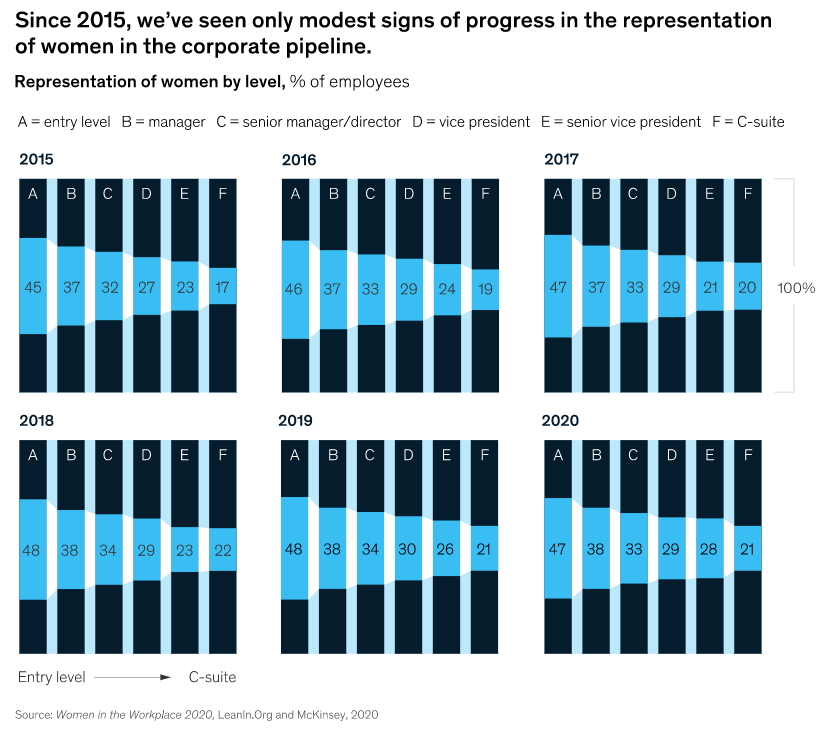 Since 2015, we’ve seen only modest signs of progress in the representation
of women in the corporate pipeline.
Representation of women by level, % of employees
A = entry level B = manager C = senior manager/director D = vice president E = senior vice president F = C-suite
2015 2016 2017
A B C D E F A B C D E F A B C D E F
45 37 32 27 23 17 46 37 33 29 24 19 47 37 33 29 21 20 100%
2018 2019 2020
A B C D E F A B C D E F A B C D E F
48 38 34 29 23 22 48 38 34 30 26 21 47 38 33 29 28 21
Entry level C-suite
Source: Women in the Workplace 2020, LeanIn.Org and McKinsey, 2020